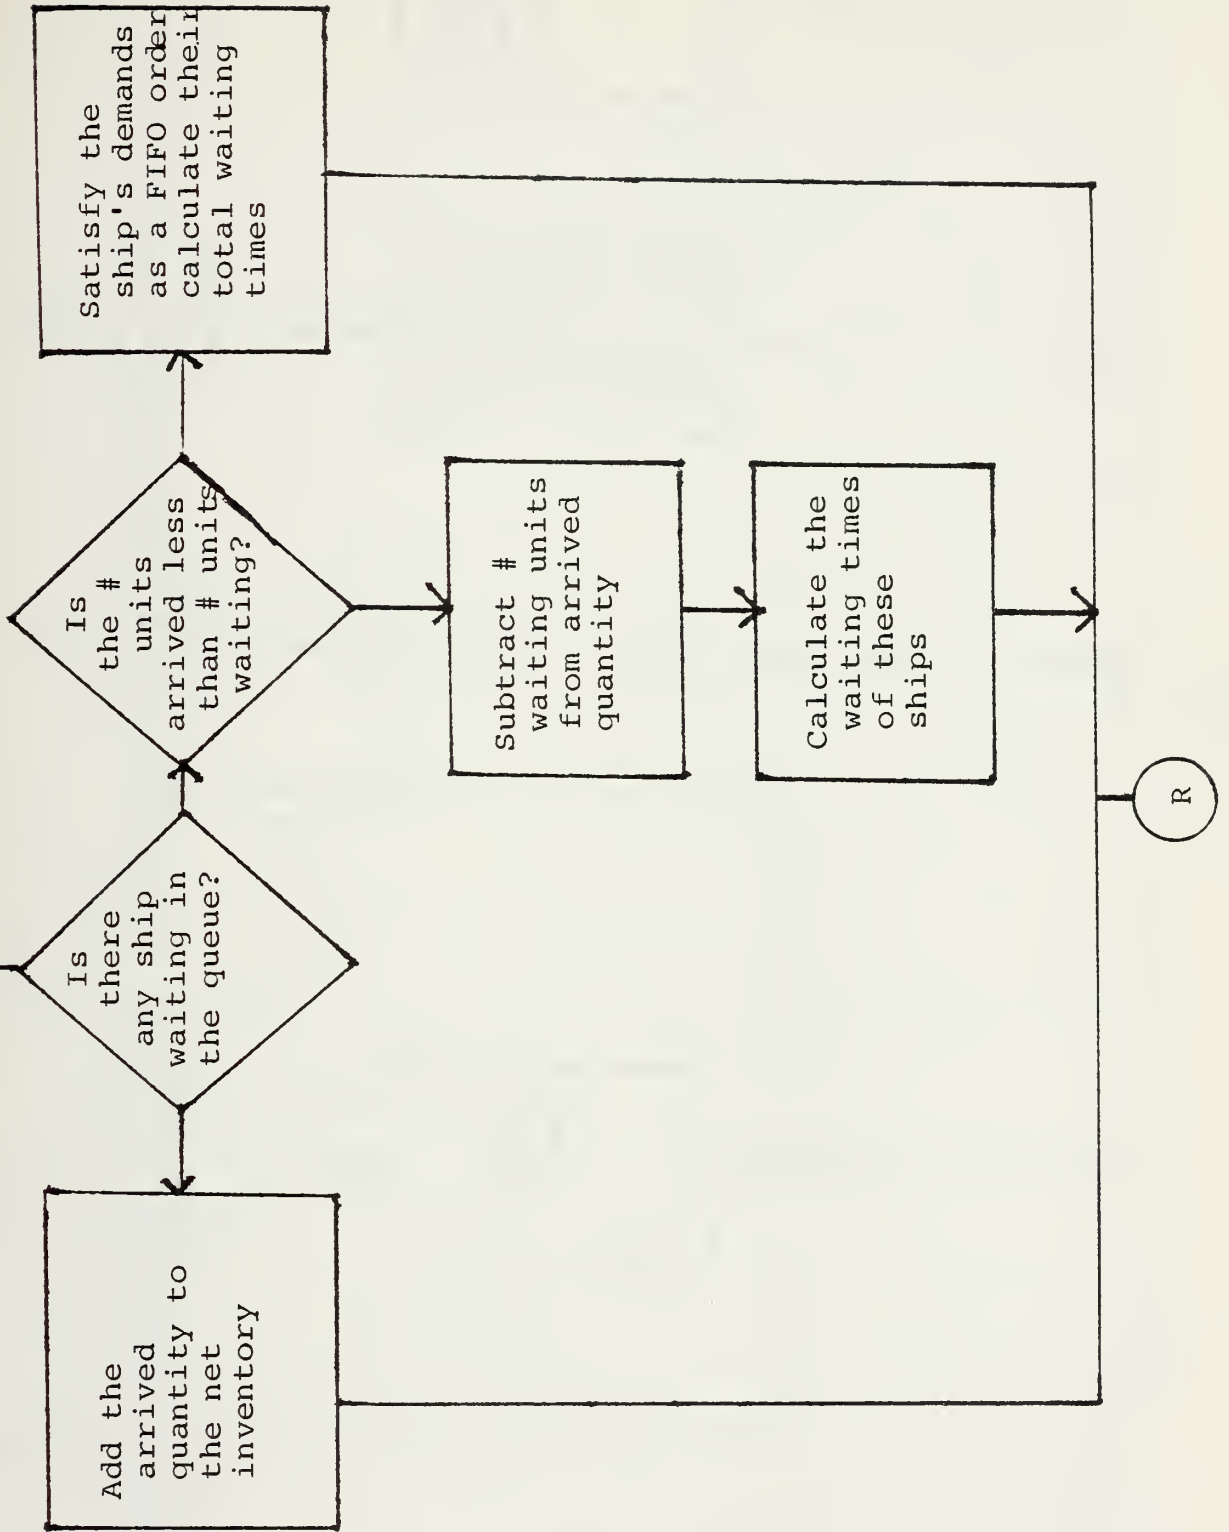 Add the
arrived
quantity to
the net
inventory
Is
there
any ship
waiting in
the queue?
Is
the #
units
arrived less
than # units
waiting?
Satisfy the
ship's demands
as a FIFO order
calculate their
total waiting
times
Subtract #
waiting units
from arrived
quantity
Calculate the
waiting times
of these
ships
R